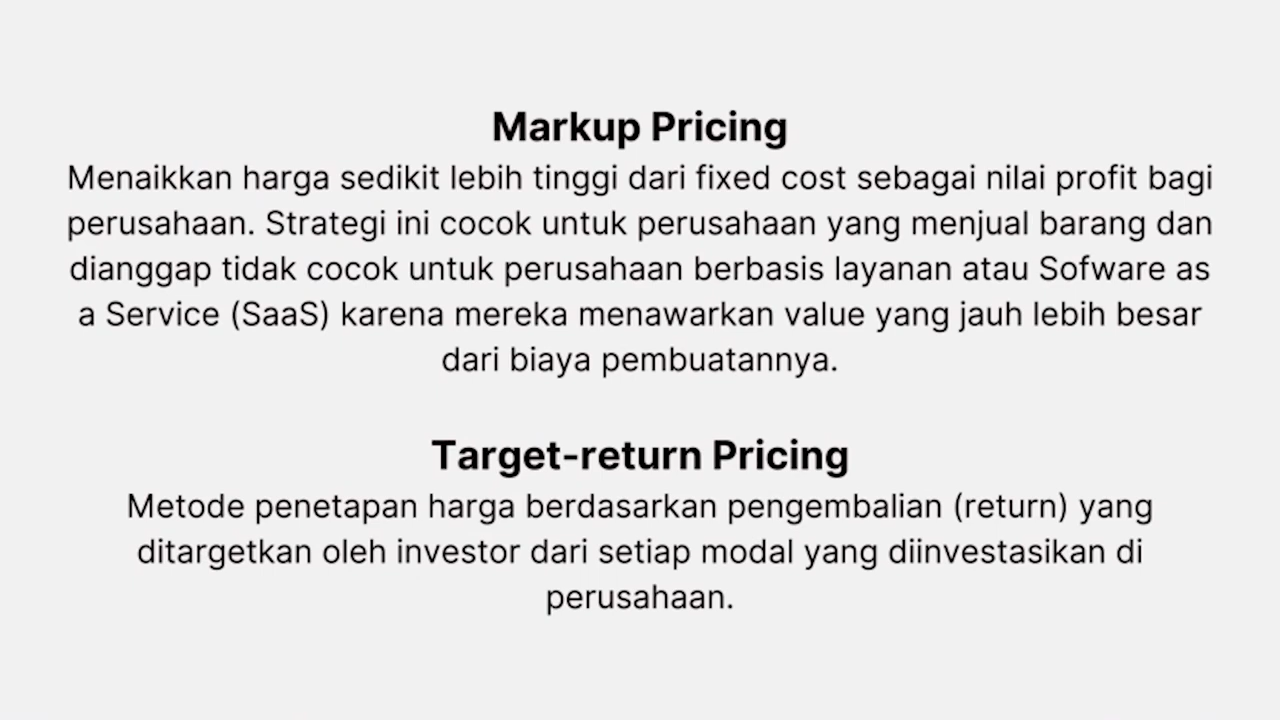 Markup Pricing
Menaikkan harga sedikit lebih tinggi dari fixed cost sebagai nilai profit bagi
perusahaan. Strategi ini cocok untuk perusahaan yang menjual barang dan
dianggap tidak cocok untuk perusahaan berbasis layanan atau Sofware as
a Service (SaaS) karena mereka menawarkan value yang jauh lebih besar
dari biaya pembuatannya.
Target-return Pricing
Metode penetapan harga berdasarkan pengembalian (return) yang
ditargetkan oleh investor dari setiap modal yang diinvestasikan di
perusahaan.